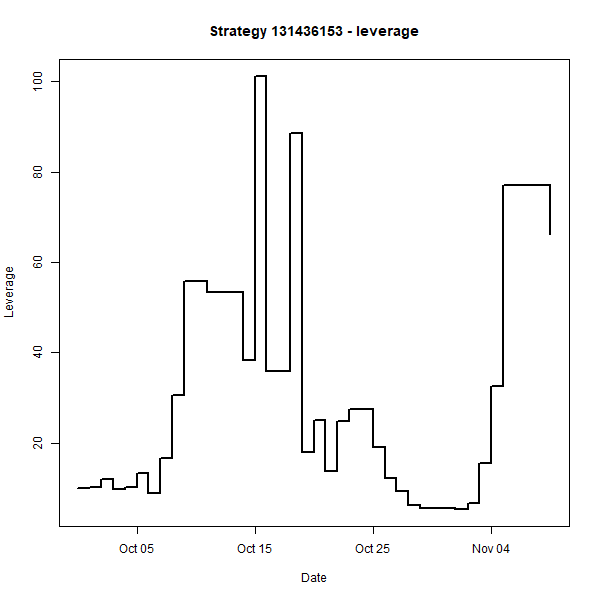 Strategy 131436153 - leverage
100
80
60
40
20
Leverage
Oct 05
Oct 15
Oct 25
Nov 04
Date